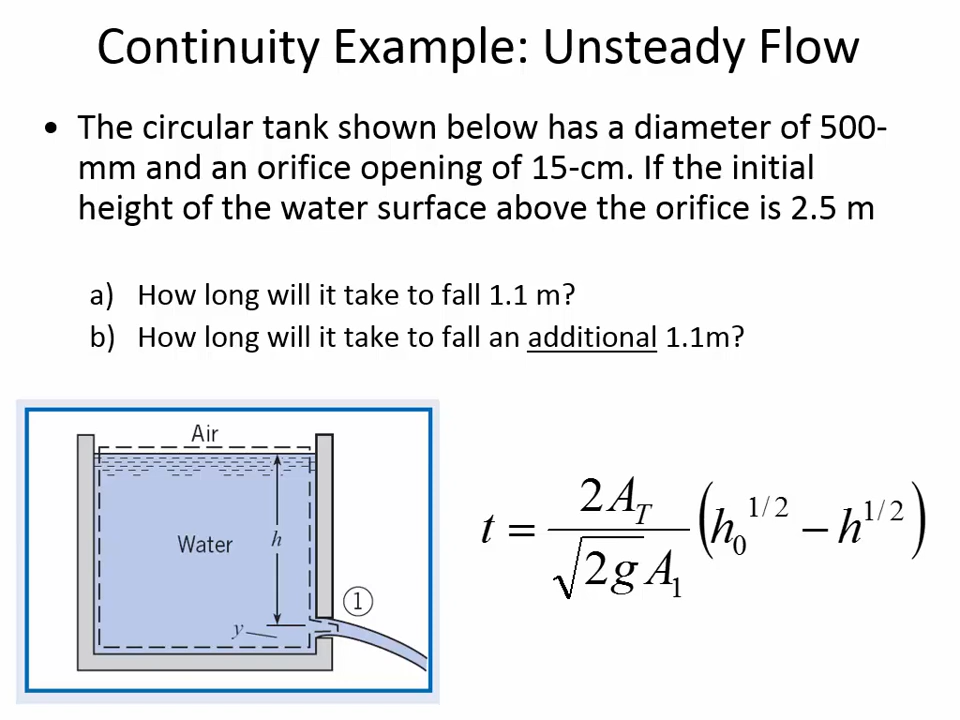 Continuity Example: Unsteady Flow
• The circular tank shown below has a diameter of 500-
mm and an orifice opening of 15-cm. If the initial
height of the water surface above the orifice is 2.5 m
a) How long will it take to fall 1.1 m?
b) How long will it take to fall an additional 1.1m?
Air
Water h
1
y
t = 2A_T / (√(2g) A_1) (h_0^{1/2} − h^{1/2})